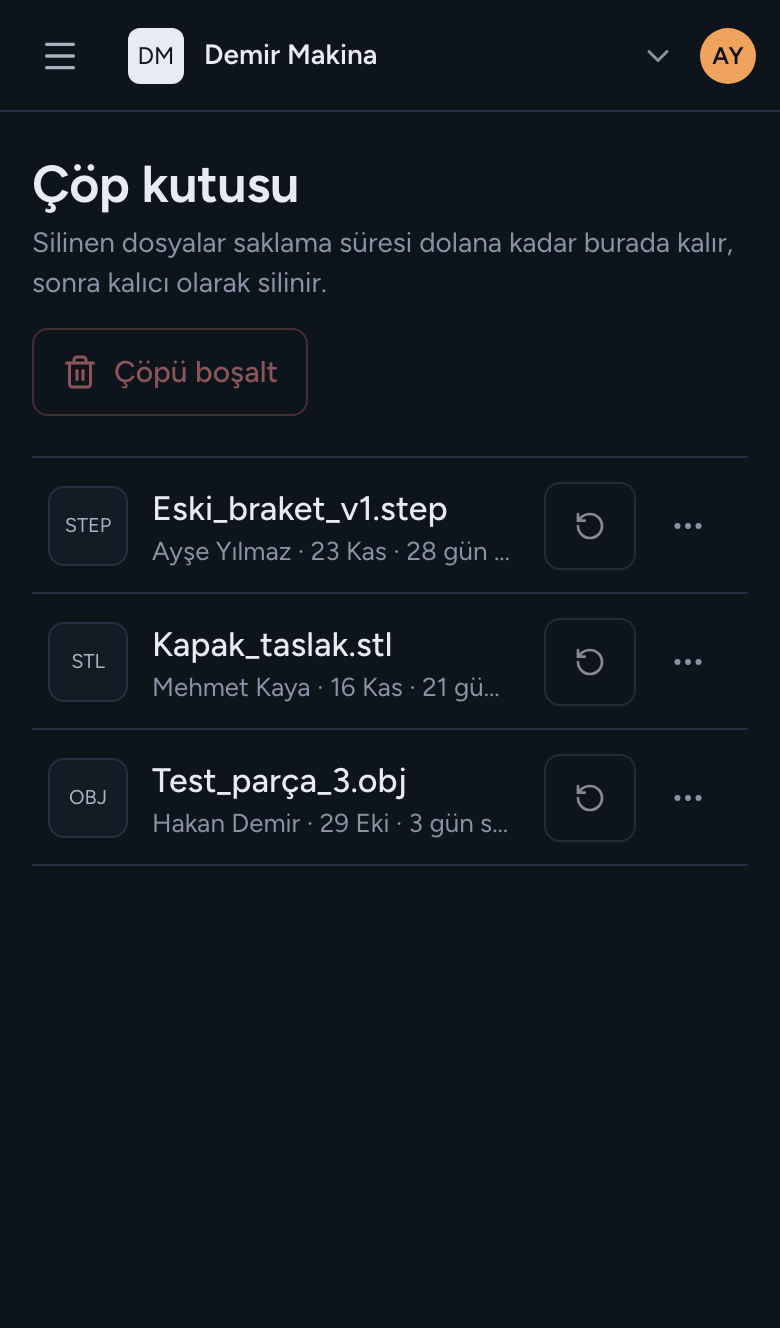 DM Demir Makina AY
Çöp kutusu
Silinen dosyalar saklama süresi dolana kadar burada kalır,
sonra kalıcı olarak silinir.
Çöpü boşalt
STEP Eski_braket_v1.step
Ayşe Yılmaz · 23 Kas · 28 gün ...
STL Kapak_taslak.stl
Mehmet Kaya · 16 Kas · 21 gü...
OBJ Test_parça_3.obj
Hakan Demir · 29 Eki · 3 gün s...